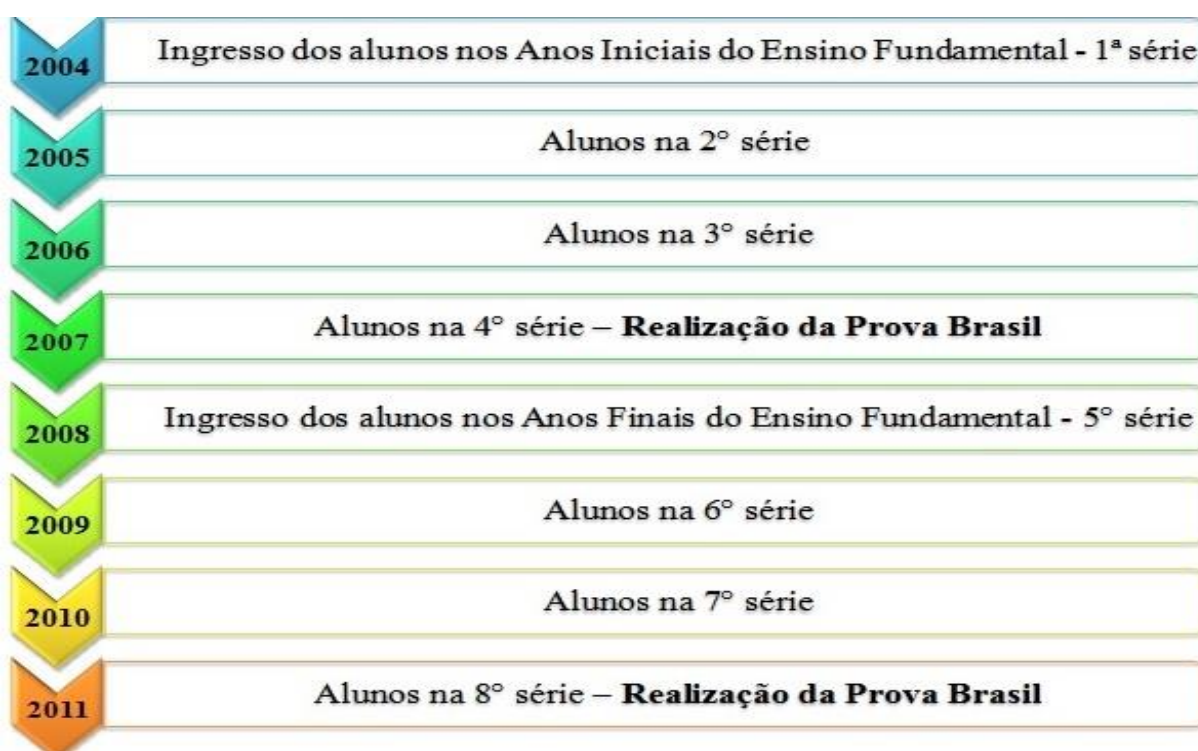 2004
Ingresso dos alunos nos Anos Iniciais do Ensino Fundamental - 1ª série
2005
Alunos na 2° série
2006
Alunos na 3° série
2007
Alunos na 4° série – Realização da Prova Brasil
2008
Ingresso dos alunos nos Anos Finais do Ensino Fundamental - 5° série
2009
Alunos na 6° série
2010
Alunos na 7° série
2011
Alunos na 8° série – Realização da Prova Brasil